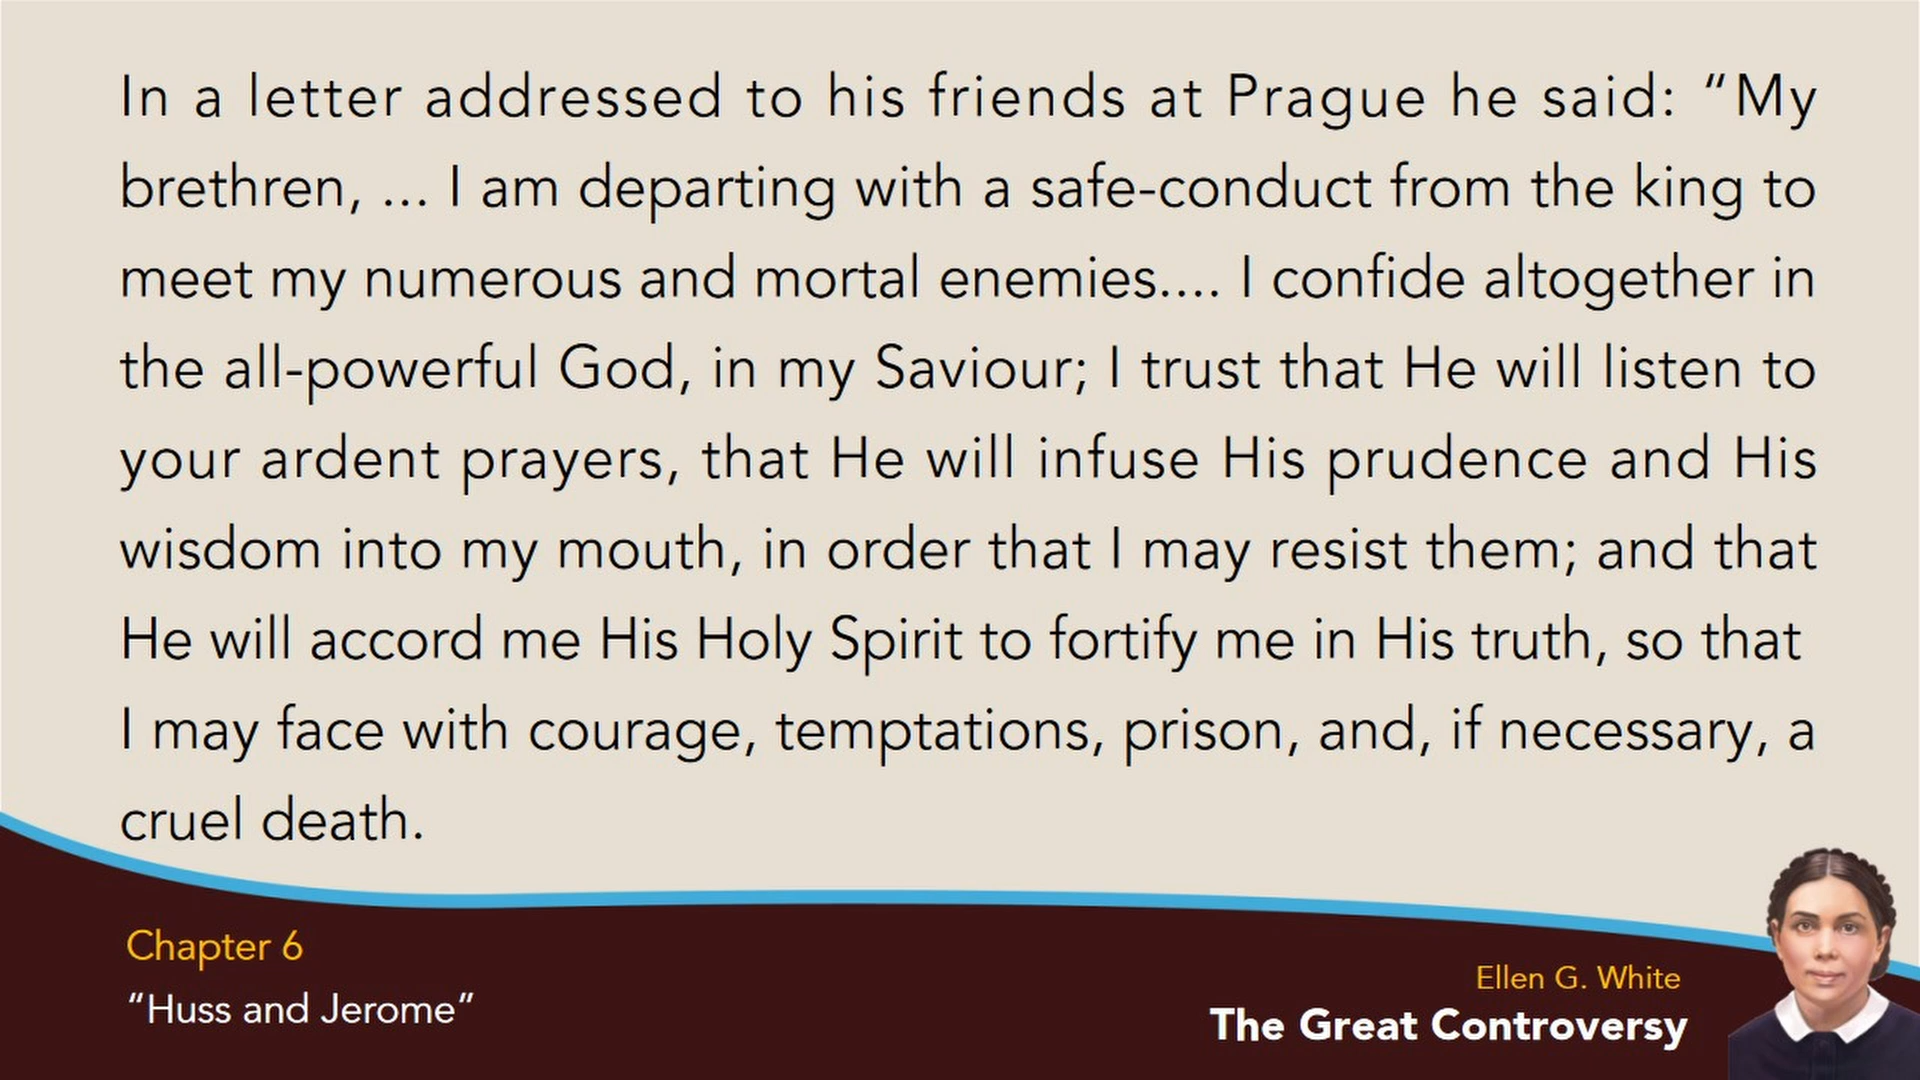 In a letter addressed to his friends at Prague he said: “My
brethren, ... I am departing with a safe-conduct from the king to
meet my numerous and mortal enemies.... I confide altogether in
the all-powerful God, in my Saviour; I trust that He will listen to
your ardent prayers, that He will infuse His prudence and His
wisdom into my mouth, in order that I may resist them; and that
He will accord me His Holy Spirit to fortify me in His truth, so that
I may face with courage, temptations, prison, and, if necessary, a
cruel death.
Chapter 6
“Huss and Jerome”
Ellen G. White
The Great Controversy